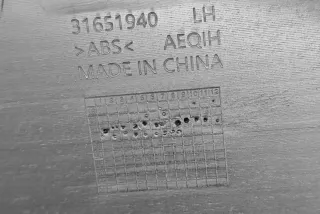 31651940 LH
>ABS< AEQIH
MADE IN CHINA